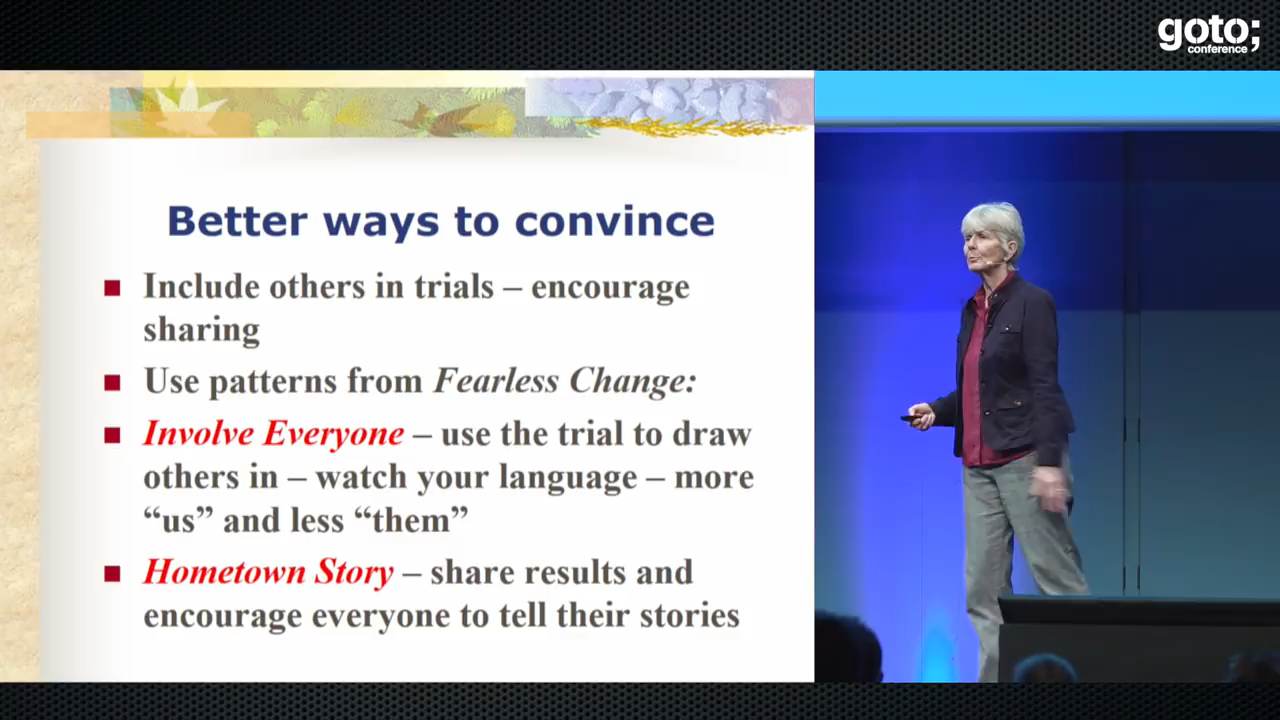 goto;
conference
Better ways to convince
Include others in trials – encourage
sharing
Use patterns from Fearless Change:
Involve Everyone – use the trial to draw
others in – watch your language – more
“us” and less “them”
Hometown Story – share results and
encourage everyone to tell their stories